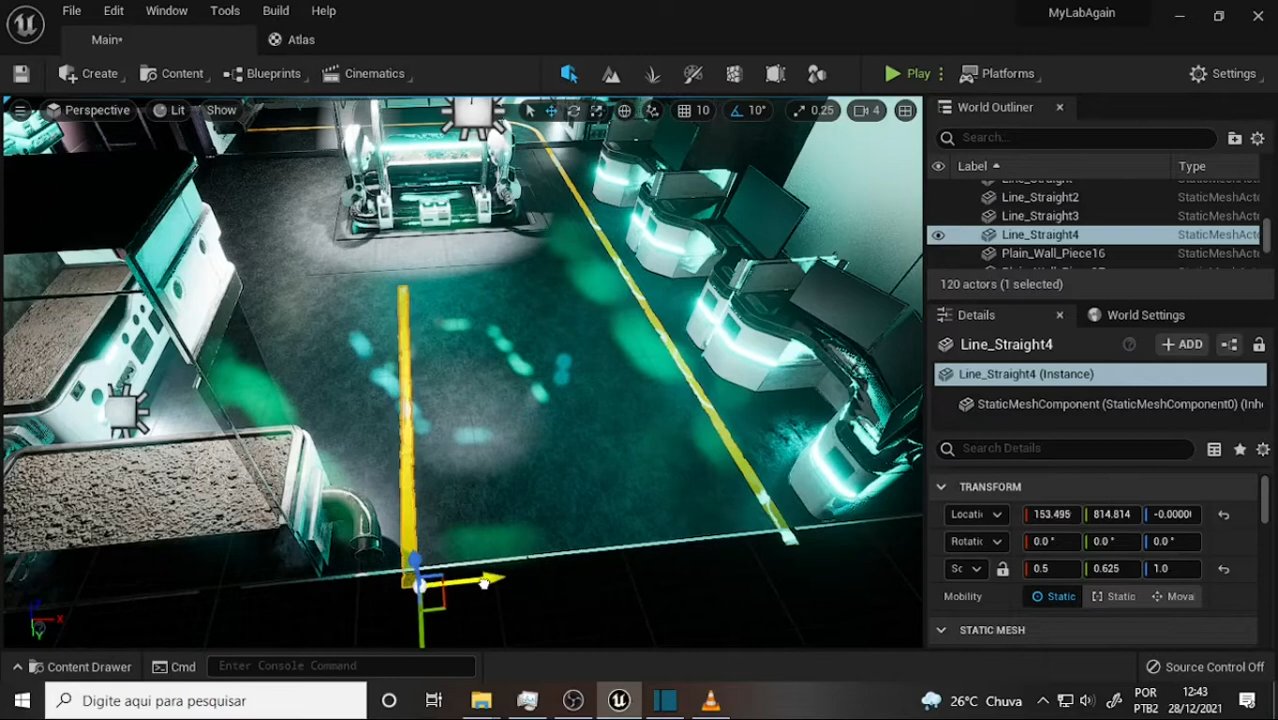 File Edit Window Tools Build Help
MyLabAgain
Main•
Atlas
Create
Content
Blueprints
Cinematics
Play
Platforms
Settings
Perspective
Lit
Show
10
10°
0.25
4
World Outliner
Search...
Label
Type
Line_Straight
StaticMeshActo
Line_Straight2
StaticMeshActo
Line_Straight3
StaticMeshActo
Line_Straight4
StaticMeshActo
Plain_Wall_Piece16
StaticMeshActo
120 actors (1 selected)
Details
World Settings
Line_Straight4
ADD
Line_Straight4 (Instance)
StaticMeshComponent (StaticMeshComponent0) (Inh
Search Details
TRANSFORM
Locati
153.495
814.814
-0.0000
Rotatic
0.0°
0.0°
0.0°
Sc
0.5
0.625
1.0
Mobility
Static
Static
Mova
STATIC MESH
Z
X
Y
Content Drawer
Cmd
Enter Console Command
Source Control Off
Digite aqui para pesquisar
26°C Chuva
POR
PTB2
12:43
28/12/2021